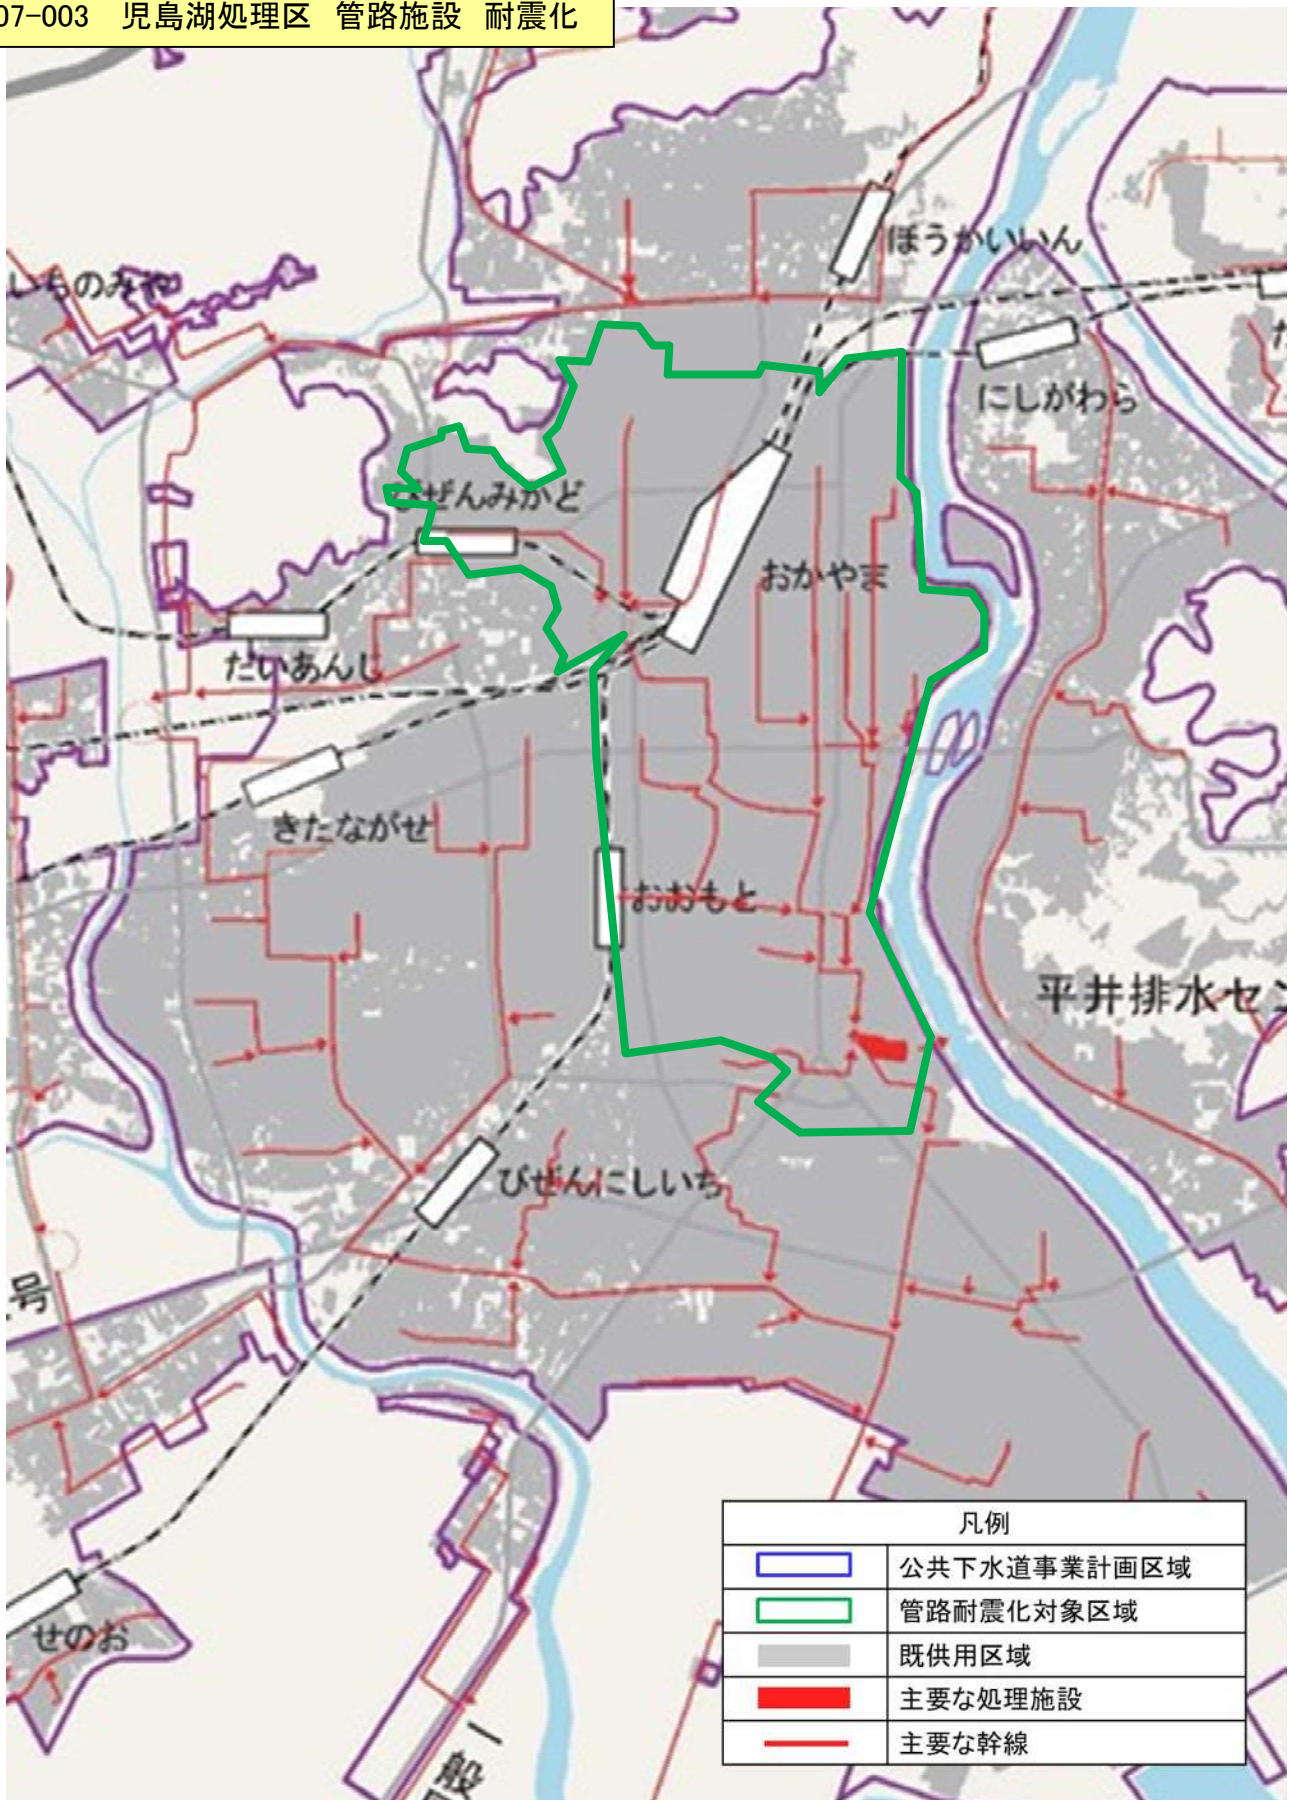 07-003 児島湖処理区 管路施設 耐震化
ほうかいいん
いちのみや
にしがわら
びぜんみかど
おかやま
だいあんじ
きたながせ
おおもと
平井排水セン
びぜんにしいち
号
せのお
一般
凡例
公共下水道事業計画区域
管路耐震化対象区域
既供用区域
主要な処理施設
主要な幹線